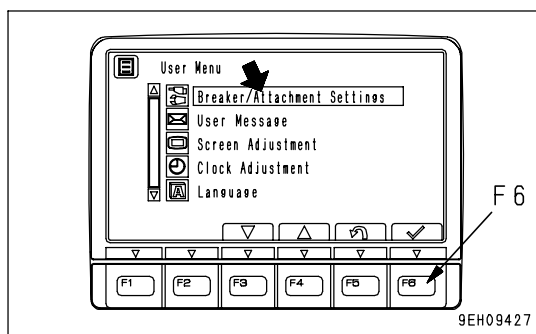 User Menu
Breaker/Attachment Settings
User Message
Screen Adjustment
Clock Adjustment
A Language
F6
F1 F2 F3 F4 F5 F6
9EH09427